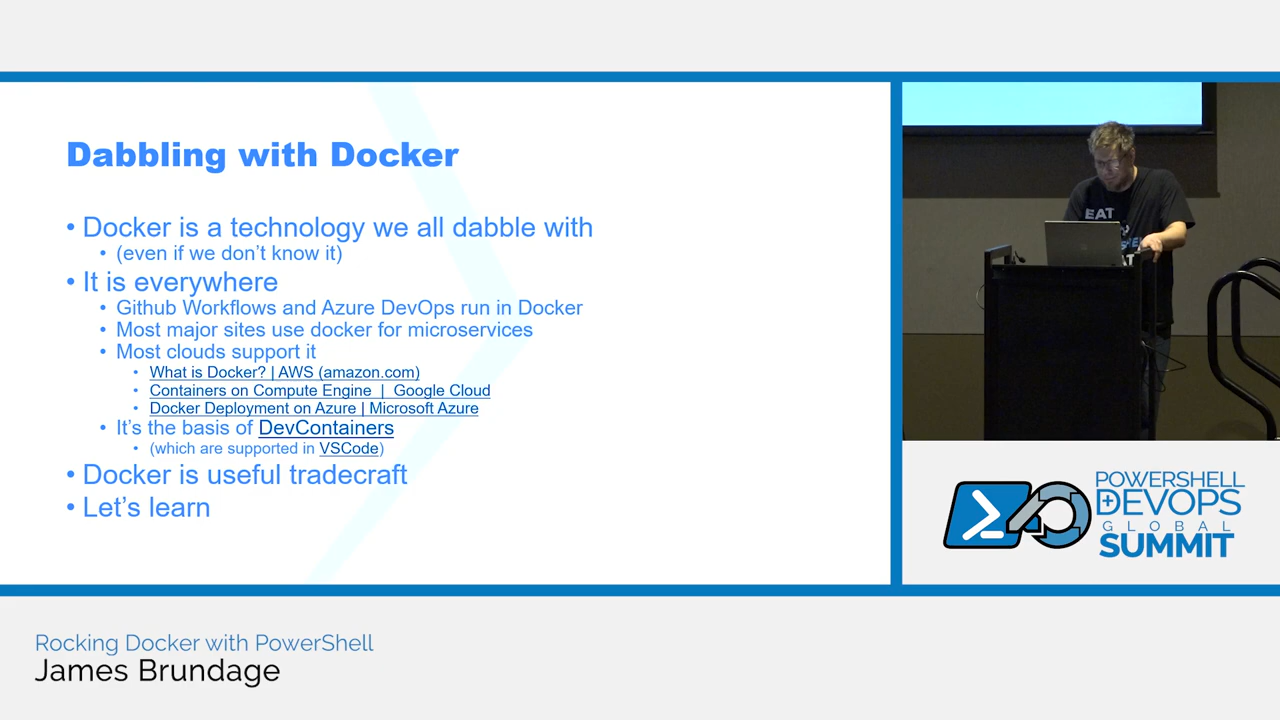 Dabbling with Docker
• Docker is a technology we all dabble with
• (even if we don’t know it)
• It is everywhere
• Github Workflows and Azure DevOps run in Docker
• Most major sites use docker for microservices
• Most clouds support it
• What is Docker? | AWS (amazon.com)
• Containers on Compute Engine | Google Cloud
• Docker Deployment on Azure | Microsoft Azure
• It’s the basis of DevContainers
• (which are supported in VSCode)
• Docker is useful tradecraft
• Let’s learn
EAT
EAT
POWERSHELL
+DEVOPS
GLOBAL
SUMMIT
Rocking Docker with PowerShell
James Brundage